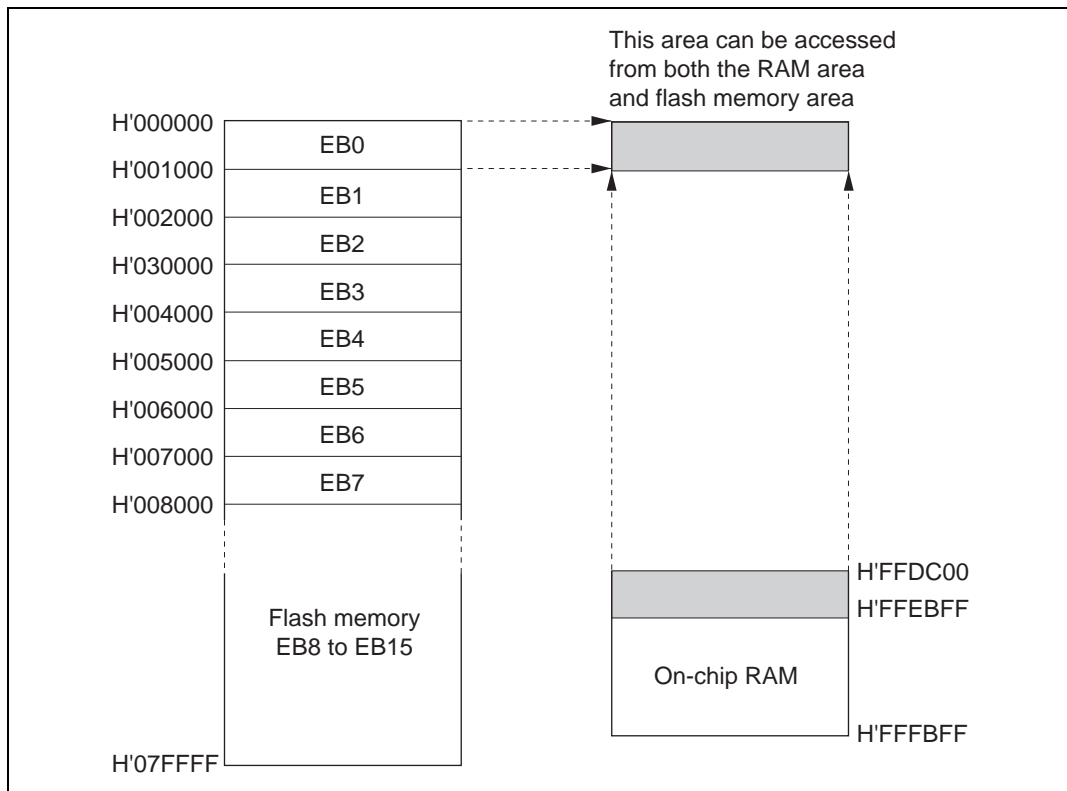 This area can be accessed
from both the RAM area
and flash memory area
H'000000
EB0
H'001000
EB1
H'002000
EB2
H'030000
EB3
H'004000
EB4
H'005000
EB5
H'006000
EB6
H'007000
EB7
H'008000
H'FFDC00
H'FFEBFF
Flash memory
EB8 to EB15
On-chip RAM
H'FFFBFF
H'07FFFF